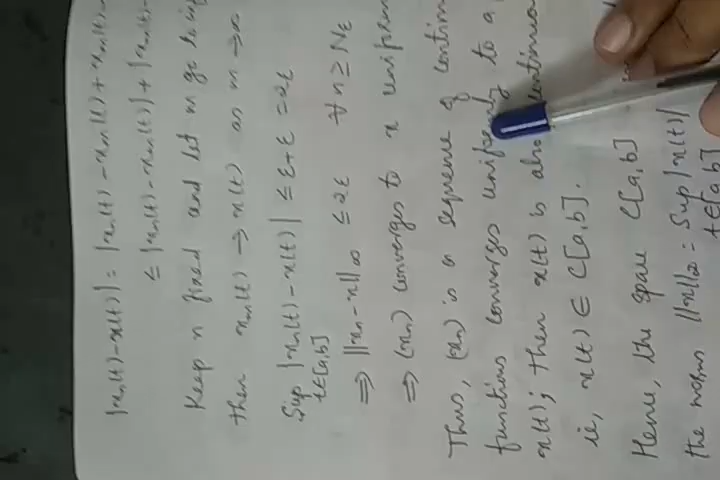 |xn(t)-x(t)| = |xn(t) - xm(t) + xm(t) -
≤ |xn(t) - xm(t)| + |xm(t) -
Keep n fixed and let m go
then xm(t) → x(t) as m → ∞
Sup |xn(t) - x(t)| ≤ ε+ε = 2ε
t∈[a,b]
⇒ ||xn - x||∞ ≤ 2ε ∀ n ≥ Nε
⇒ (xn) converges to x uniform
Thus, (xn) is a sequence of contin
functions converges uniformly to a
x(t); then x(t) is also continuo
ie, x(t) ∈ C[a,b].
Hence, the space C[a,b]
the norm ||x||∞ = Sup |x(t)|
t∈[a,b]